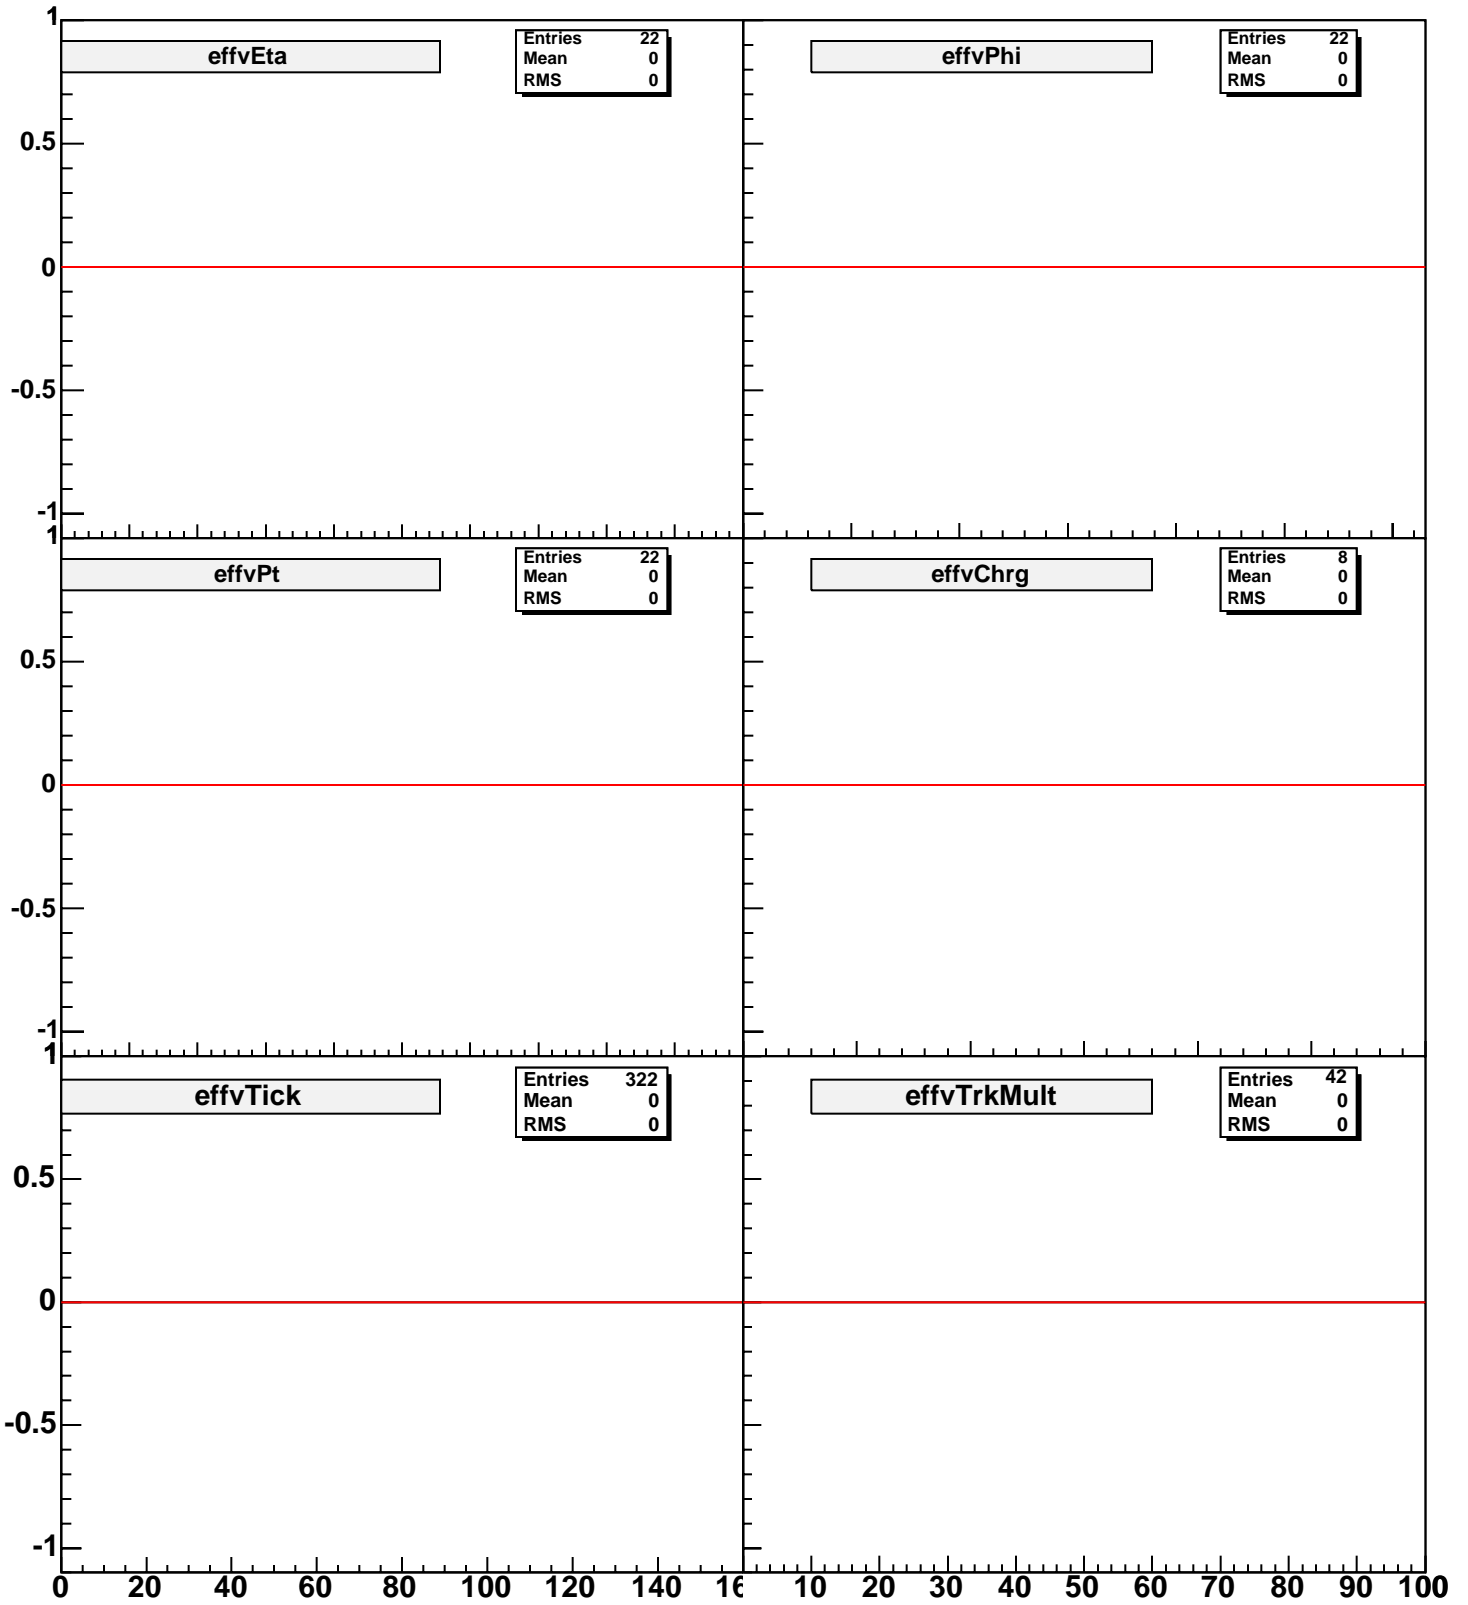 1
effvEta
Entries 22
Mean 0
RMS 0
0.5
0
-0.5
-1
effvPhi
Entries 22
Mean 0
RMS 0
1
effvPt
Entries 22
Mean 0
RMS 0
0.5
0
-0.5
-1
effvChrg
Entries 8
Mean 0
RMS 0
1
effvTick
Entries 322
Mean 0
RMS 0
0.5
0
-0.5
-1
0 20 40 60 80 100 120 140 16
effvTrkMult
Entries 42
Mean 0
RMS 0
10 20 30 40 50 60 70 80 90 100